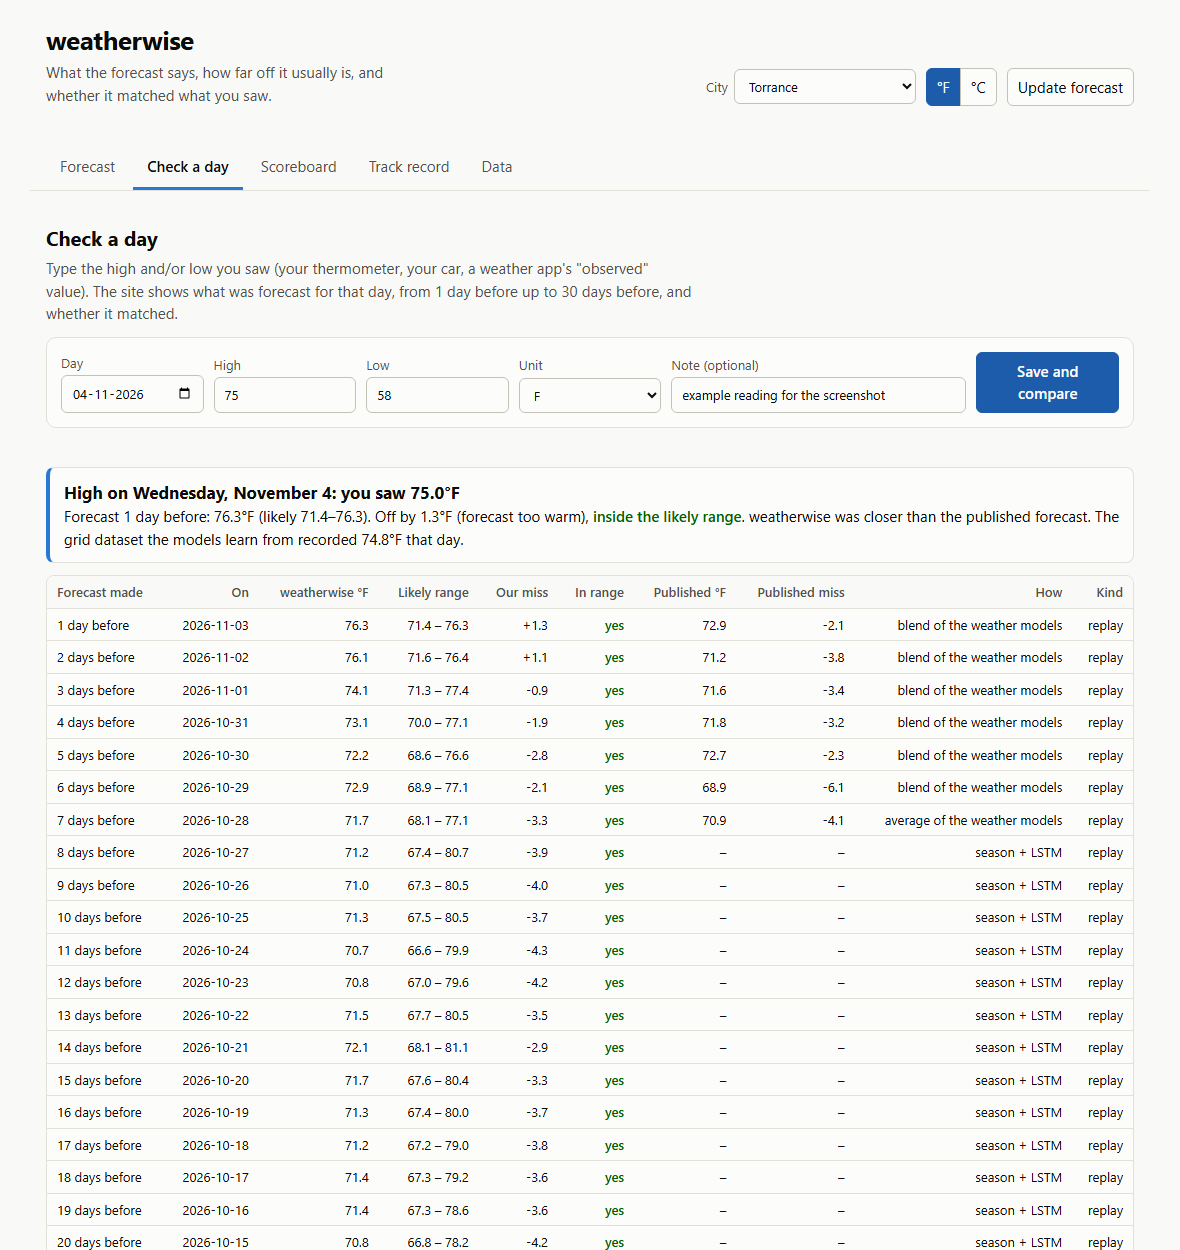 weatherwise
What the forecast says, how far off it usually is, and
whether it matched what you saw.
City Torrance °F °C Update forecast
Forecast Check a day Scoreboard Track record Data
Check a day
Type the high and/or low you saw (your thermometer, your car, a weather app's "observed"
value). The site shows what was forecast for that day, from 1 day before up to 30 days before, and
whether it matched.
Day High Low Unit Note (optional)
04-11-2026 75 58 F example reading for the screenshot Save and
compare
High on Wednesday, November 4: you saw 75.0°F
Forecast 1 day before: 76.3°F (likely 71.4–76.3). Off by 1.3°F (forecast too warm), inside the likely range. weatherwise was closer than the published forecast. The
grid dataset the models learn from recorded 74.8°F that day.
Forecast made On weatherwise °F Likely range Our miss In range Published °F Published miss How Kind
1 day before 2026-11-03 76.3 71.4 – 76.3 +1.3 yes 72.9 -2.1 blend of the weather models replay
2 days before 2026-11-02 76.1 71.6 – 76.4 +1.1 yes 71.2 -3.8 blend of the weather models replay
3 days before 2026-11-01 74.1 71.3 – 77.4 -0.9 yes 71.6 -3.4 blend of the weather models replay
4 days before 2026-10-31 73.1 70.0 – 77.1 -1.9 yes 71.8 -3.2 blend of the weather models replay
5 days before 2026-10-30 72.2 68.6 – 76.6 -2.8 yes 72.7 -2.3 blend of the weather models replay
6 days before 2026-10-29 72.9 68.9 – 77.1 -2.1 yes 68.9 -6.1 blend of the weather models replay
7 days before 2026-10-28 71.7 68.1 – 77.1 -3.3 yes 70.9 -4.1 average of the weather models replay
8 days before 2026-10-27 71.2 67.4 – 80.7 -3.9 yes – – season + LSTM replay
9 days before 2026-10-26 71.0 67.3 – 80.5 -4.0 yes – – season + LSTM replay
10 days before 2026-10-25 71.3 67.5 – 80.5 -3.7 yes – – season + LSTM replay
11 days before 2026-10-24 70.7 66.6 – 79.9 -4.3 yes – – season + LSTM replay
12 days before 2026-10-23 70.8 67.0 – 79.6 -4.2 yes – – season + LSTM replay
13 days before 2026-10-22 71.5 67.7 – 80.5 -3.5 yes – – season + LSTM replay
14 days before 2026-10-21 72.1 68.1 – 81.1 -2.9 yes – – season + LSTM replay
15 days before 2026-10-20 71.7 67.6 – 80.4 -3.3 yes – – season + LSTM replay
16 days before 2026-10-19 71.3 67.4 – 80.0 -3.7 yes – – season + LSTM replay
17 days before 2026-10-18 71.2 67.2 – 79.0 -3.8 yes – – season + LSTM replay
18 days before 2026-10-17 71.4 67.3 – 79.2 -3.6 yes – – season + LSTM replay
19 days before 2026-10-16 71.4 67.3 – 78.6 -3.6 yes – – season + LSTM replay
20 days before 2026-10-15 70.8 66.8 – 78.2 -4.2 yes – – season + LSTM replay